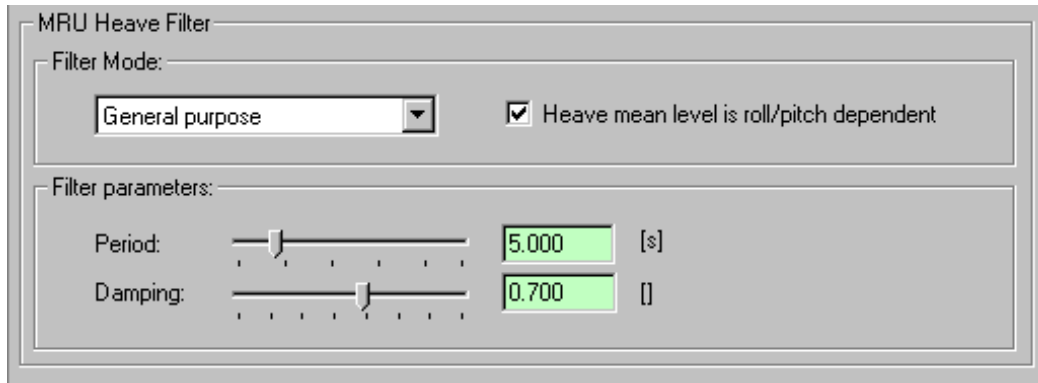 MRU Heave Filter
Filter Mode:
General purpose
Heave mean level is roll/pitch dependent
Filter parameters:
Period: 5.000 [s]
Damping: 0.700 []